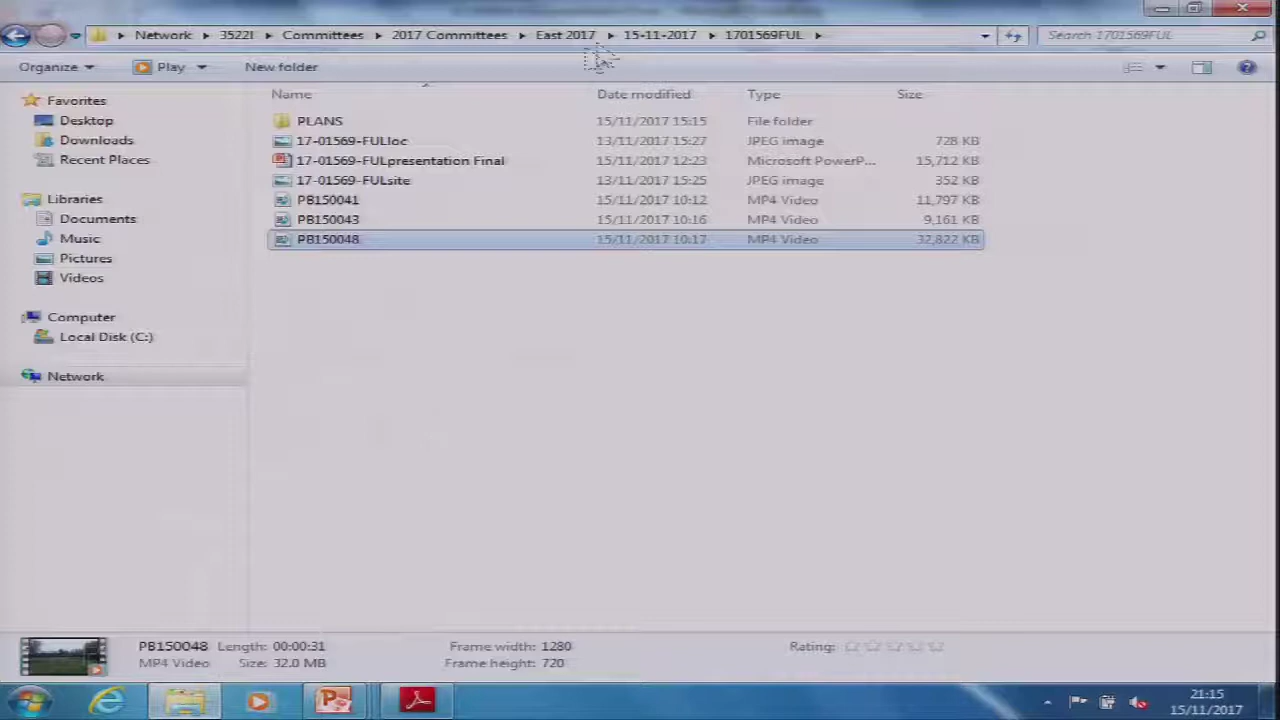 Network 3522I Committees 2017 Committees East 2017 15-11-2017 1701569FUL Search 1701569FUL
Organize Play New folder
Name Date modified Type Size
Favorites
Desktop
Downloads
Recent Places
Libraries
Documents
Music
Pictures
Videos
Computer
Local Disk (C:)
Network
PLANS 15/11/2017 15:15 File folder
17-01569-FULloc 13/11/2017 15:27 JPEG image 728 KB
17-01569-FULpresentation Final 15/11/2017 12:23 Microsoft PowerP... 15,712 KB
17-01569-FULsite 13/11/2017 15:25 JPEG image 352 KB
PB150041 15/11/2017 10:12 MP4 Video 11,797 KB
PB150043 15/11/2017 10:16 MP4 Video 9,161 KB
PB150048 15/11/2017 10:17 MP4 Video 32,822 KB
PB150048 Length: 00:00:31 Frame width: 1280 Rating:
MP4 Video Size: 32.0 MB Frame height: 720
21:15
15/11/2017